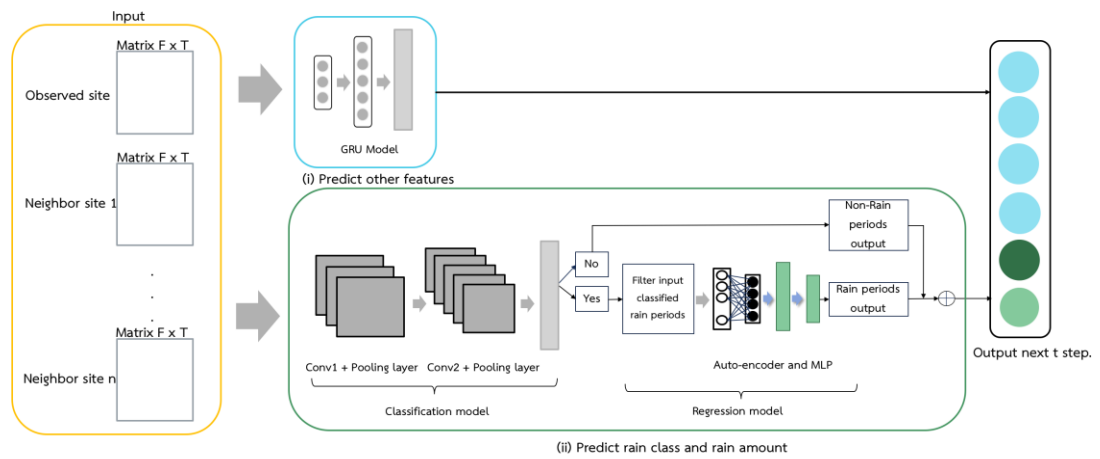 Input
Matrix F x T
Observed site
Matrix F x T
Neighbor site 1
.
.
.
Matrix F x T
Neighbor site n
GRU Model
(i) Predict other features
No
Yes
Filter input
classified
rain periods
Non-Rain
periods
output
Rain periods
output
Conv1 + Pooling layer
Conv2 + Pooling layer
Auto-encoder and MLP
Classification model
Regression model
(ii) Predict rain class and rain amount
Output next t step.